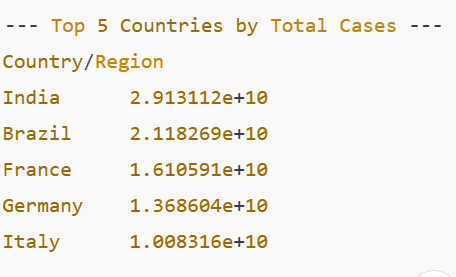 --- Top 5 Countries by Total Cases ---
Country/Region
India 2.913112e+10
Brazil 2.118269e+10
France 1.610591e+10
Germany 1.368604e+10
Italy 1.008316e+10